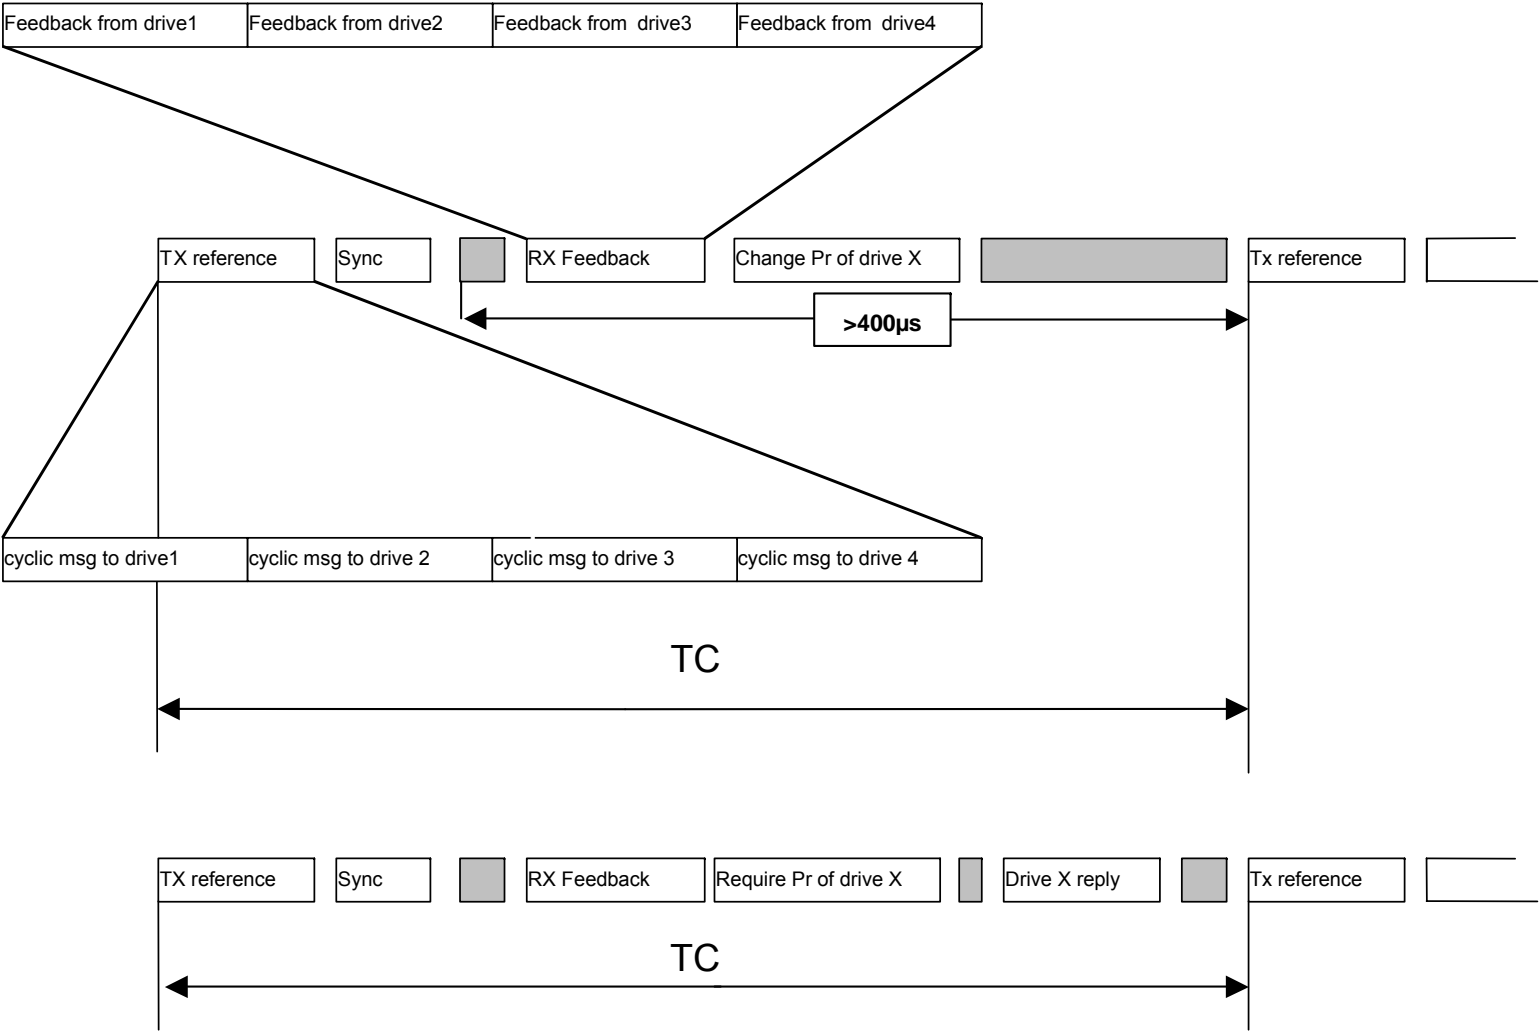 Feedback from drive1 Feedback from drive2 Feedback from drive3 Feedback from drive4
TX reference Sync RX Feedback Change Pr of drive X Tx reference
>400µs
cyclic msg to drive1 cyclic msg to drive 2 cyclic msg to drive 3 cyclic msg to drive 4
TC
TX reference Sync RX Feedback Require Pr of drive X Drive X reply Tx reference
TC